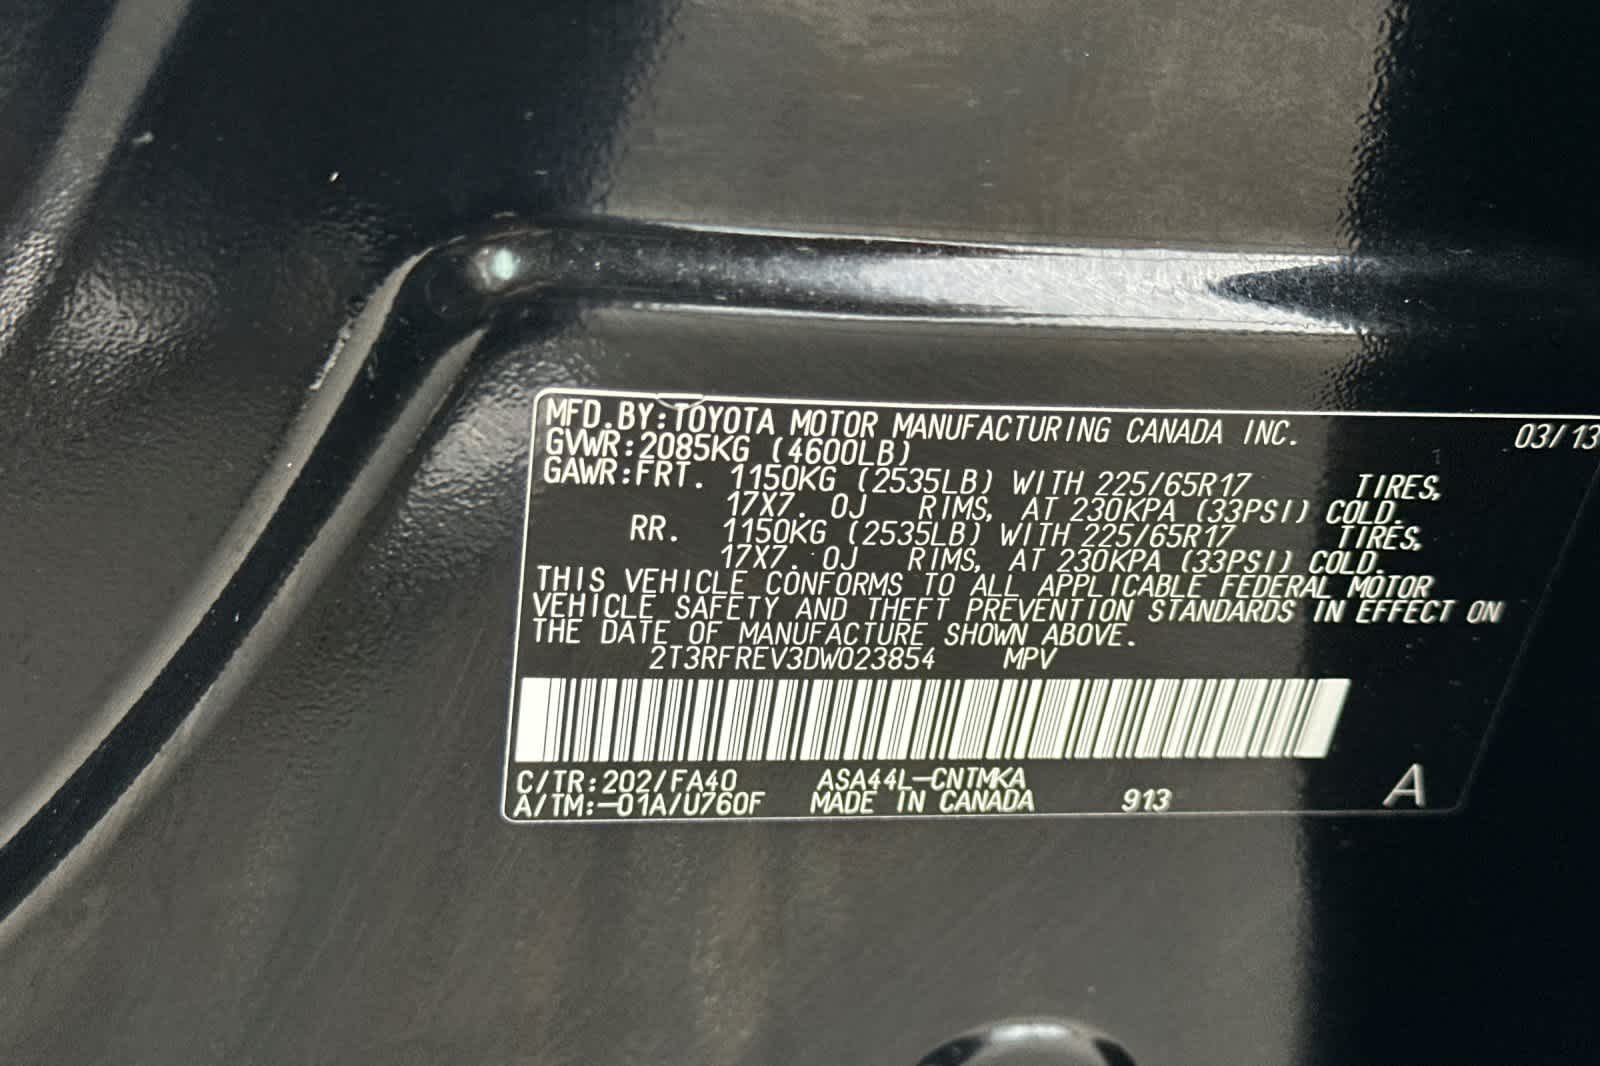 MFD.BY:TOYOTA MOTOR MANUFACTURING CANADA INC. 03/13
GVWR:2085KG (4600LB)
GAWR:FRT. 1150KG (2535LB) WITH 225/65R17 TIRES,
17X7. 0J RIMS, AT 230KPA (33PSI) COLD.
RR. 1150KG (2535LB) WITH 225/65R17 TIRES,
17X7. 0J RIMS, AT 230KPA (33PSI) COLD.
THIS VEHICLE CONFORMS TO ALL APPLICABLE FEDERAL MOTOR
VEHICLE SAFETY AND THEFT PREVENTION STANDARDS IN EFFECT ON
THE DATE OF MANUFACTURE SHOWN ABOVE.
2T3RFREV3DW023854 MPV
C/TR:202/FA40 ASA44L-CNTMKA
A/TM:-01A/U760F MADE IN CANADA 913 A